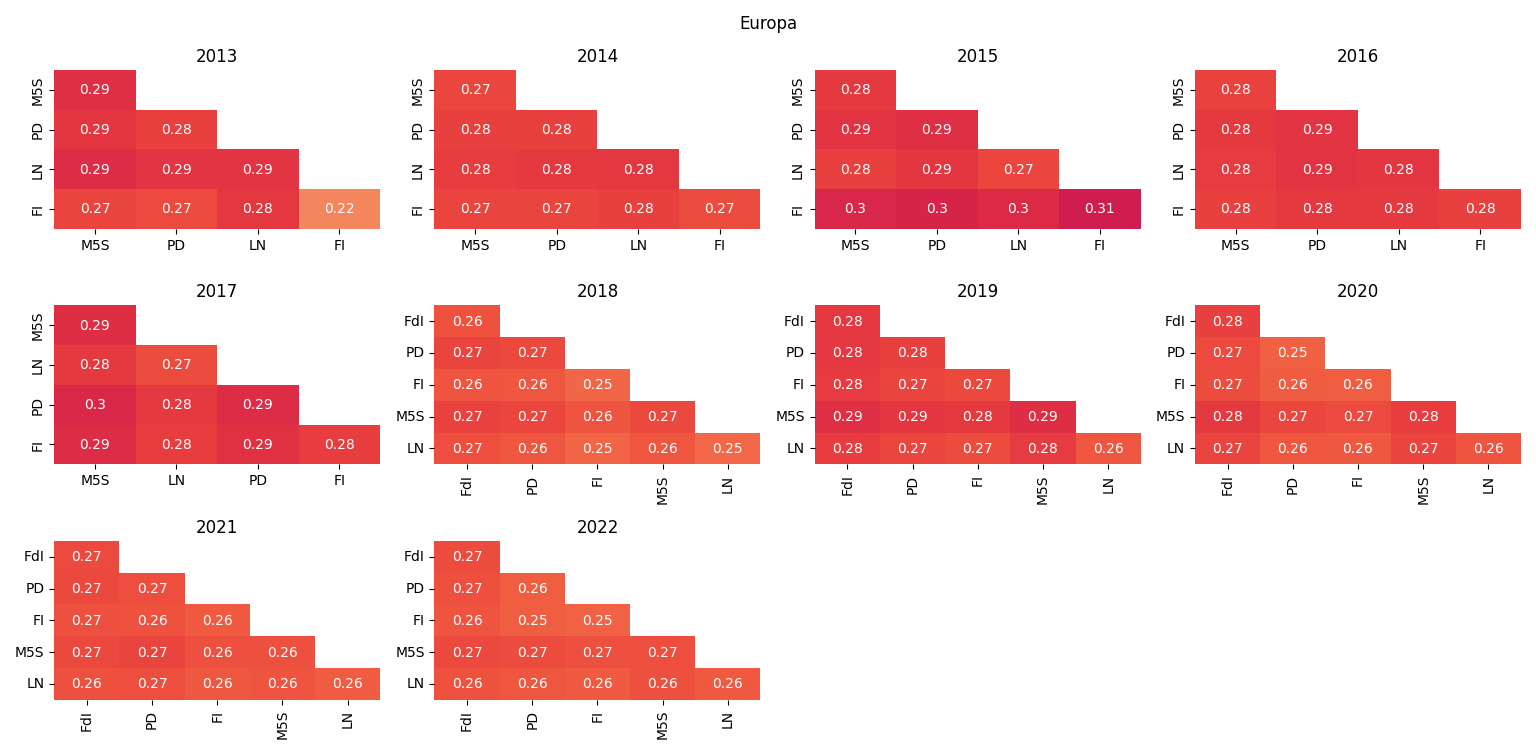 Europa
2013
M5S 0.29
PD 0.29 0.28
LN 0.29 0.29 0.29
FI 0.27 0.27 0.28 0.22
M5S PD LN FI
2014
M5S 0.27
PD 0.28 0.28
LN 0.28 0.28 0.28
FI 0.27 0.27 0.28 0.27
M5S PD LN FI
2015
M5S 0.28
PD 0.29 0.29
LN 0.28 0.29 0.27
FI 0.3 0.3 0.3 0.31
M5S PD LN FI
2016
M5S 0.28
PD 0.28 0.29
LN 0.28 0.29 0.28
FI 0.28 0.28 0.28 0.28
M5S PD LN FI
2017
M5S 0.29
LN 0.28 0.27
PD 0.3 0.28 0.29
FI 0.29 0.28 0.29 0.28
M5S LN PD FI
2018
FdI 0.26
PD 0.27 0.27
FI 0.26 0.26 0.25
M5S 0.27 0.27 0.26 0.27
LN 0.27 0.26 0.25 0.26 0.25
FdI PD FI M5S LN
2019
FdI 0.28
PD 0.28 0.28
FI 0.28 0.27 0.27
M5S 0.29 0.29 0.28 0.29
LN 0.28 0.27 0.27 0.28 0.26
FdI PD FI M5S LN
2020
FdI 0.28
PD 0.27 0.25
FI 0.27 0.26 0.26
M5S 0.28 0.27 0.27 0.28
LN 0.27 0.26 0.26 0.27 0.26
FdI PD FI M5S LN
2021
FdI 0.27
PD 0.27 0.27
FI 0.27 0.26 0.26
M5S 0.27 0.27 0.26 0.26
LN 0.26 0.27 0.26 0.26 0.26
FdI PD FI M5S LN
2022
FdI 0.27
PD 0.27 0.26
FI 0.26 0.25 0.25
M5S 0.27 0.27 0.27 0.27
LN 0.26 0.26 0.26 0.26 0.26
FdI PD FI M5S LN